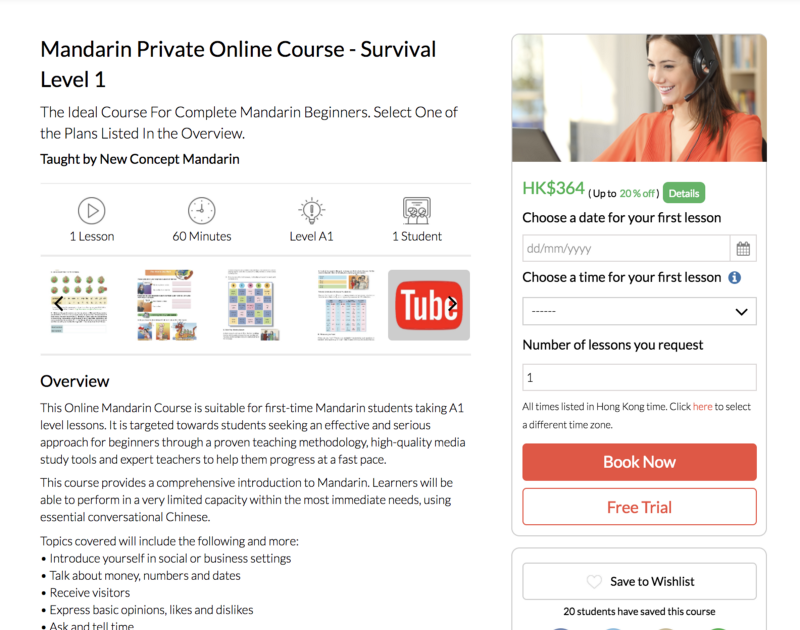 Mandarin Private Online Course - Survival
Level 1
The Ideal Course For Complete Mandarin Beginners. Select One of
the Plans Listed In the Overview.
Taught by New Concept Mandarin
1 Lesson
60 Minutes
Level A1
1 Student
Tube
Overview
This Online Mandarin Course is suitable for first-time Mandarin students taking A1
level lessons. It is targeted towards students seeking an effective and serious
approach for beginners through a proven teaching methodology, high-quality media
study tools and expert teachers to help them progress at a fast pace.
This course provides a comprehensive introduction to Mandarin. Learners will be
able to perform in a very limited capacity within the most immediate needs, using
essential conversational Chinese.
Topics covered will include the following and more:
• Introduce yourself in social or business settings
• Talk about money, numbers and dates
• Receive visitors
• Express basic opinions, likes and dislikes
• Ask and tell time
HK$364 ( Up to 20 % off ) Details
Choose a date for your first lesson
dd/mm/yyyy
Choose a time for your first lesson
------
Number of lessons you request
1
All times listed in Hong Kong time. Click here to select
a different time zone.
Book Now
Free Trial
Save to Wishlist
20 students have saved this course